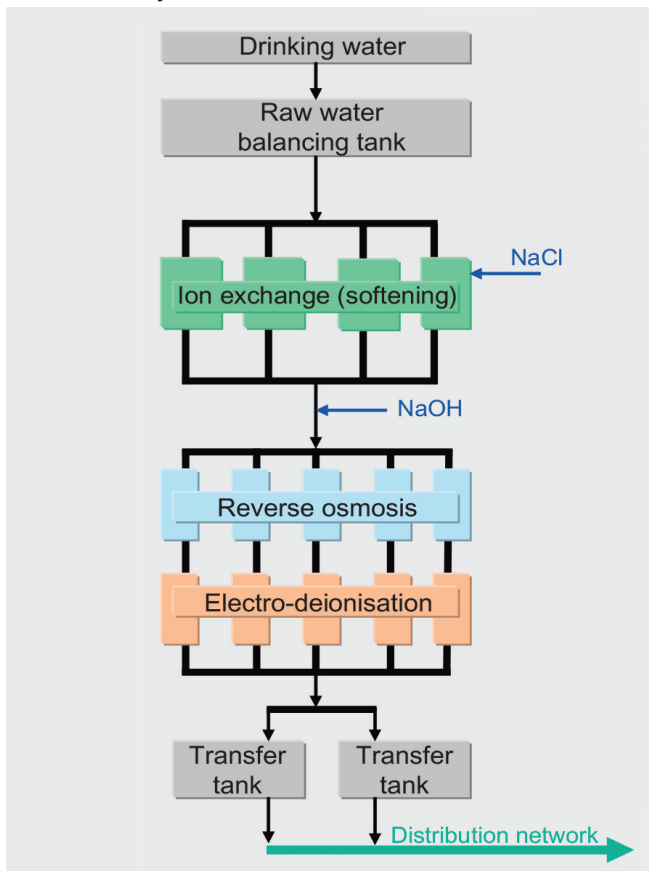 Drinking water
Raw water
balancing tank
NaCl
Ion exchange (softening)
NaOH
Reverse osmosis
Electro-deionisation
Transfer
tank
Transfer
tank
Distribution network